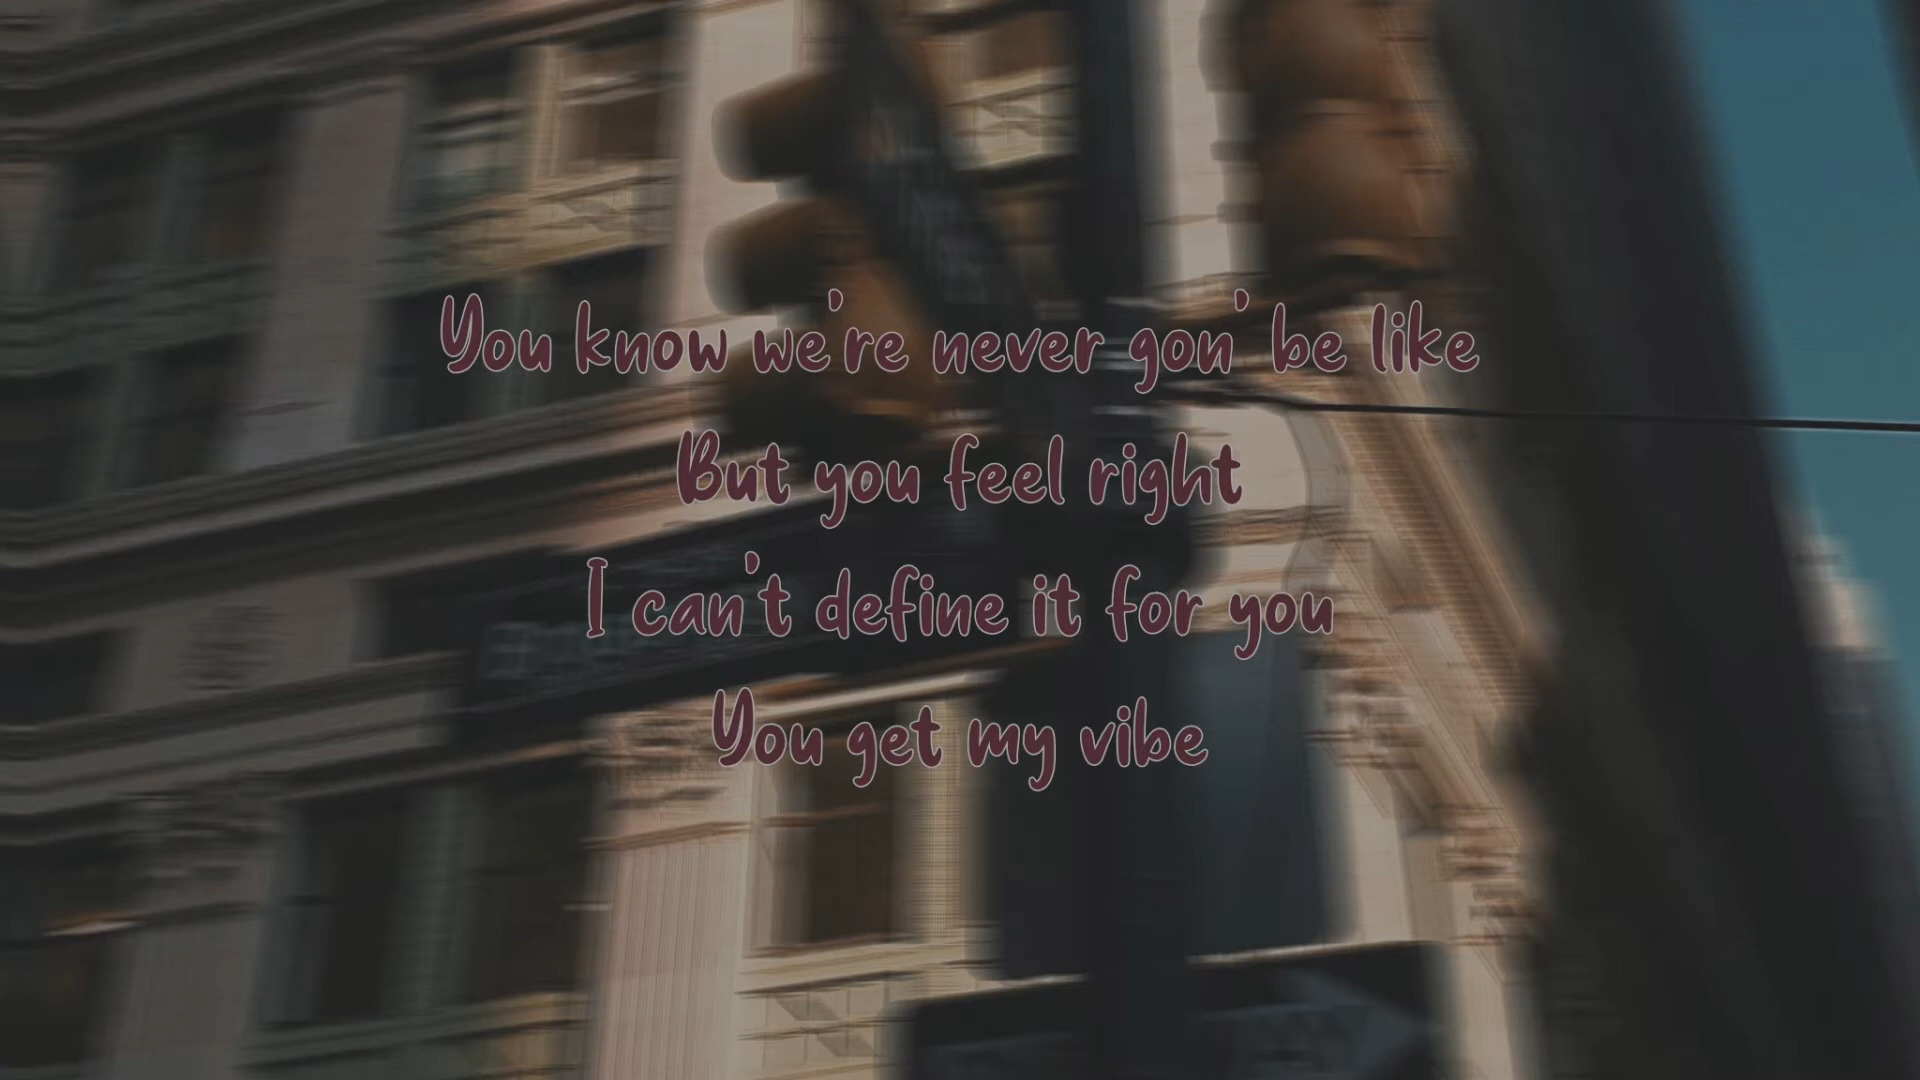 You know we're never gon' be like
But you feel right
I can't define it for you
You get my vibe